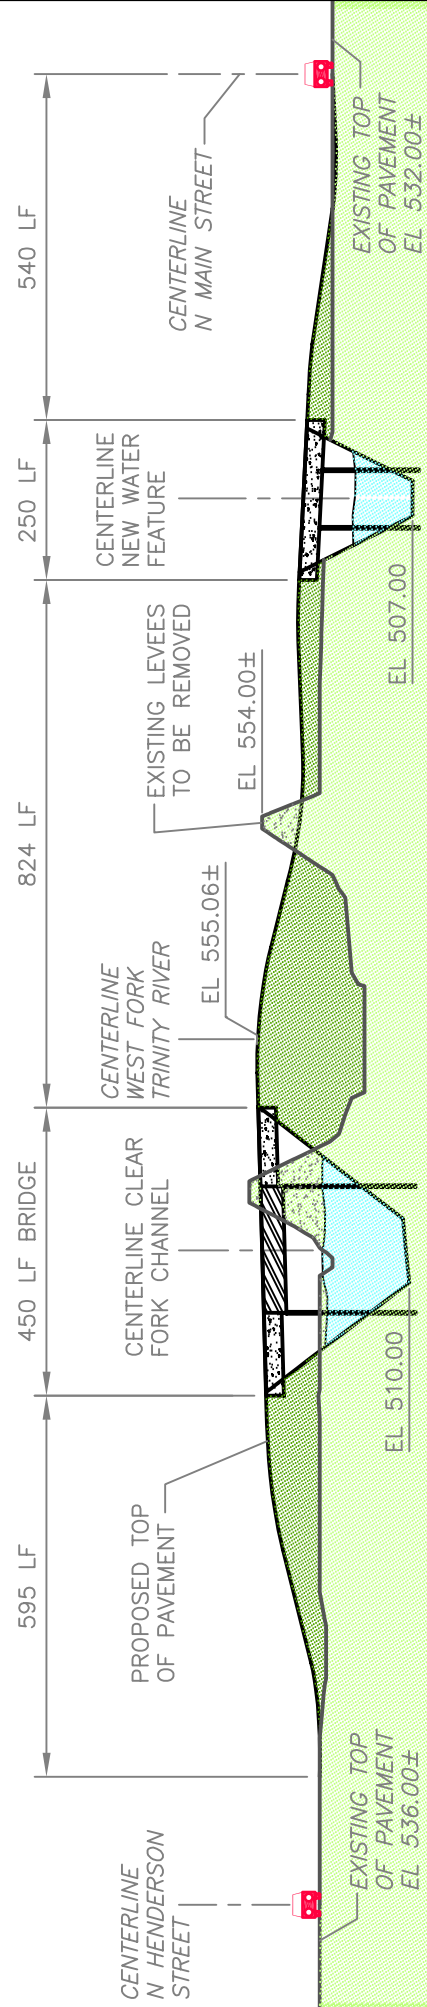 CENTERLINE
N HENDERSON
STREET
EXISTING TOP
OF PAVEMENT
EL 536.00±
595 LF
PROPOSED TOP
OF PAVEMENT
450 LF BRIDGE
CENTERLINE CLEAR
FORK CHANNEL
EL 510.00
824 LF
CENTERLINE
WEST FORK
TRINITY RIVER
EL 555.06±
EXISTING LEVEES
TO BE REMOVED
EL 554.00±
250 LF
CENTERLINE
NEW WATER
FEATURE
EL 507.00
540 LF
CENTERLINE
N MAIN STREET
EXISTING TOP
OF PAVEMENT
EL 532.00±